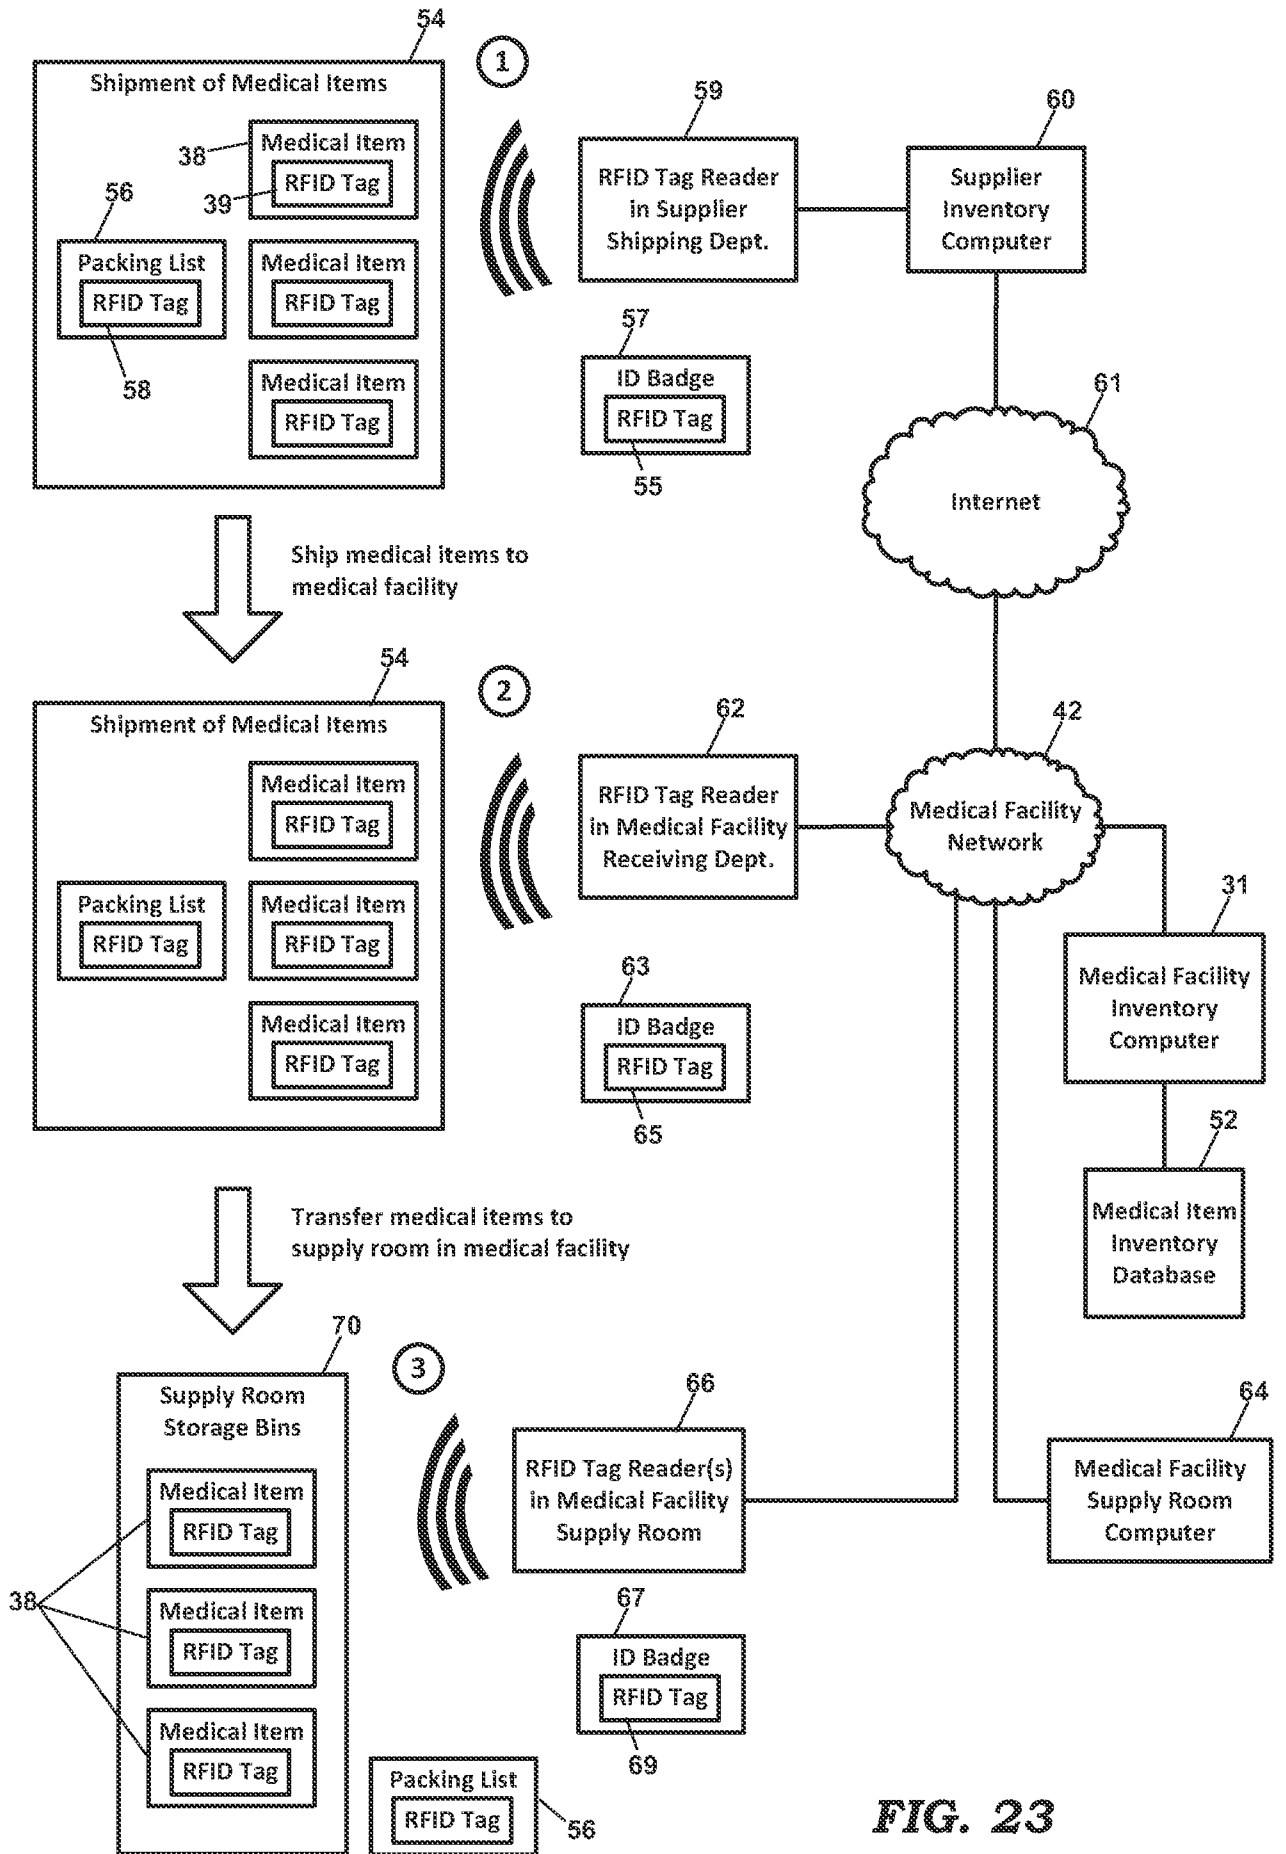 54
1
Shipment of Medical Items
59
60
38
Medical Item
RFID Tag
39
RFID Tag Reader
in Supplier
Shipping Dept.
Supplier
Inventory
Computer
56
Packing List
RFID Tag
58
Medical Item
RFID Tag
57
ID Badge
RFID Tag
55
Medical Item
RFID Tag
61
Internet
Ship medical items to
medical facility
54
2
Shipment of Medical Items
62
42
Medical Item
RFID Tag
RFID Tag Reader
in Medical Facility
Receiving Dept.
Medical Facility
Network
Packing List
RFID Tag
Medical Item
RFID Tag
31
Medical Facility
Inventory
Computer
63
ID Badge
RFID Tag
65
Medical Item
RFID Tag
52
Medical Item
Inventory
Database
Transfer medical items to
supply room in medical facility
70
3
Supply Room
Storage Bins
66
64
RFID Tag Reader(s)
in Medical Facility
Supply Room
Medical Facility
Supply Room
Computer
Medical Item
RFID Tag
38
Medical Item
RFID Tag
67
ID Badge
RFID Tag
69
Medical Item
RFID Tag
Packing List
RFID Tag
56
FIG. 23